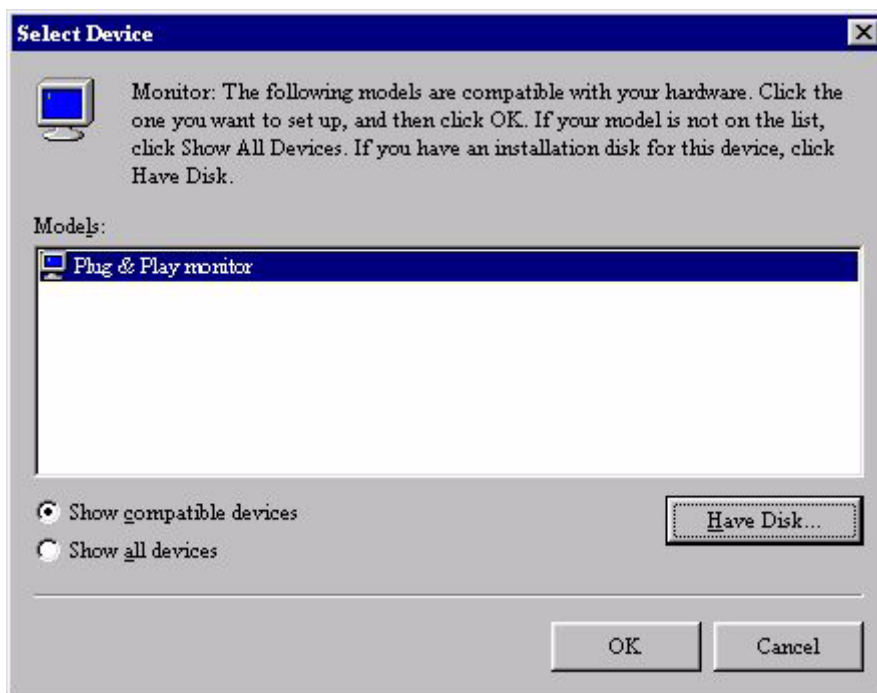 Select Device
Monitor: The following models are compatible with your hardware. Click the
one you want to set up, and then click OK. If your model is not on the list,
click Show All Devices. If you have an installation disk for this device, click
Have Disk.
Models:
Plug & Play monitor
Show compatible devices
Have Disk...
Show all devices
OK
Cancel